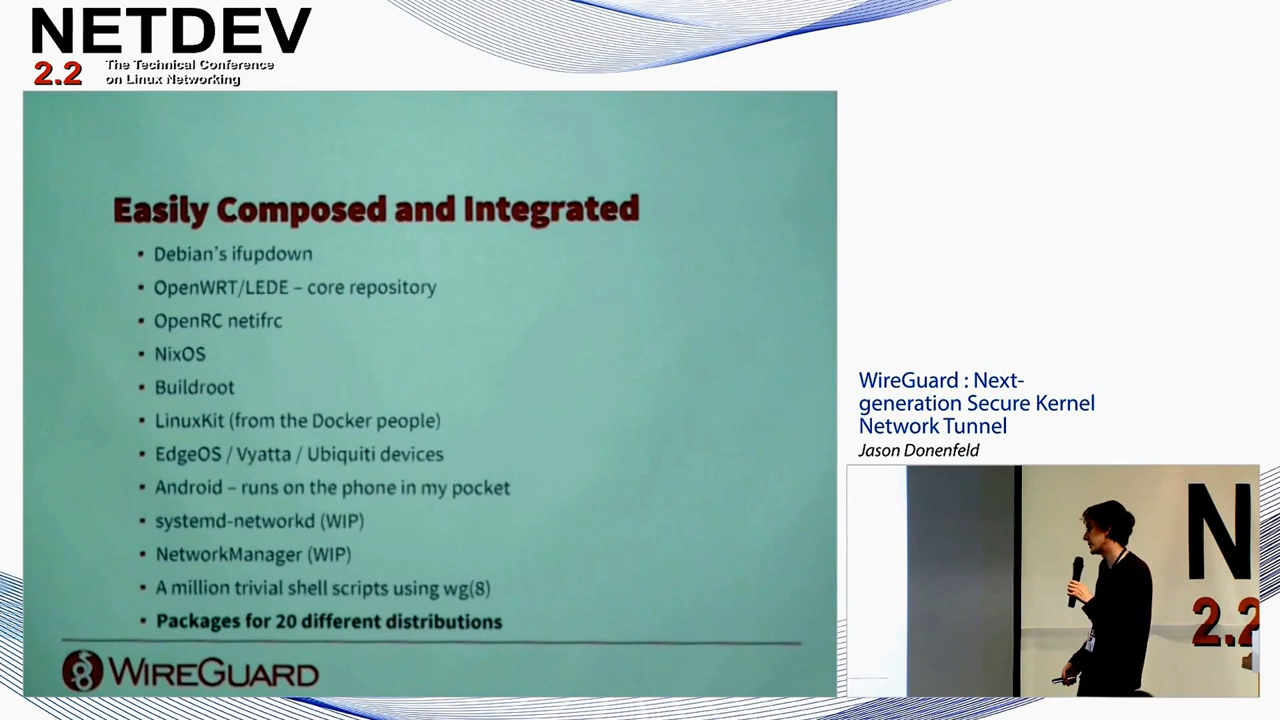 NETDEV
2.2
The Technical Conference
on Linux Networking
Easily Composed and Integrated
▪ Debian's ifupdown
▪ OpenWRT/LEDE – core repository
▪ OpenRC netifrc
▪ NixOS
▪ Buildroot
▪ LinuxKit (from the Docker people)
▪ EdgeOS / Vyatta / Ubiquiti devices
▪ Android – runs on the phone in my pocket
▪ systemd-networkd (WIP)
▪ NetworkManager (WIP)
▪ A million trivial shell scripts using wg(8)
▪ Packages for 20 different distributions
WIREGUARD
WireGuard : Next-
generation Secure Kernel
Network Tunnel
Jason Donenfeld
N
2.2